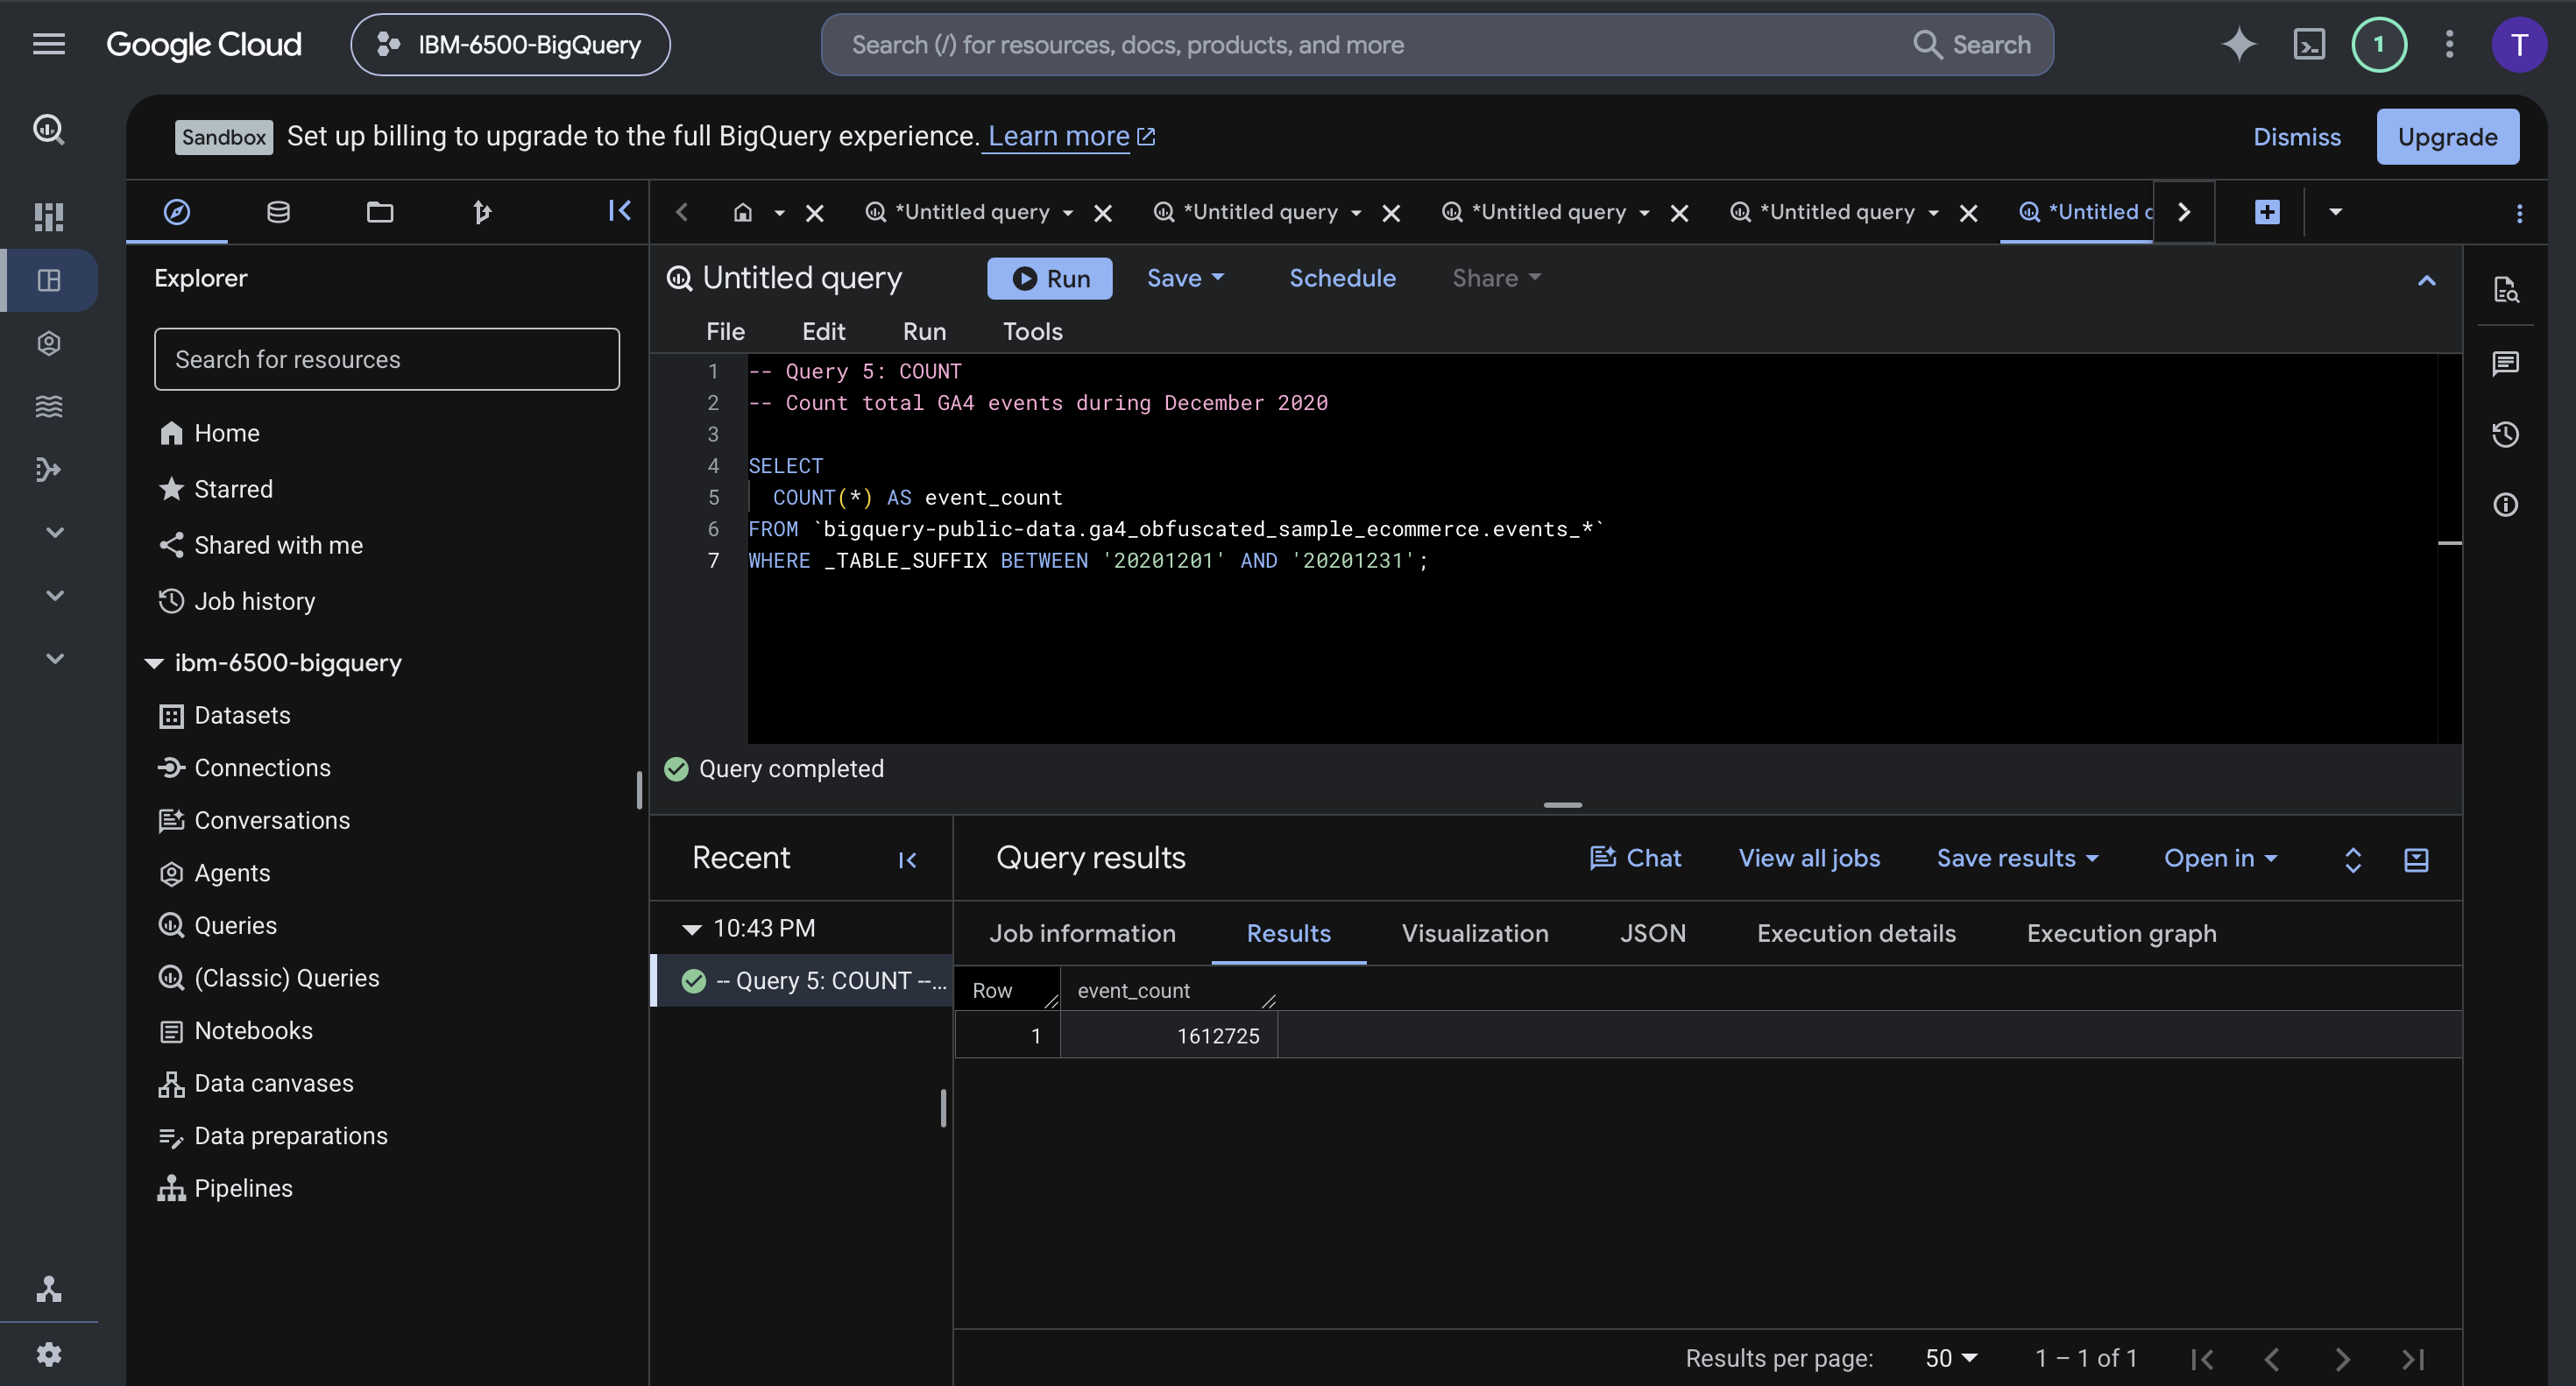 Google Cloud
IBM-6500-BigQuery
Search (/) for resources, docs, products, and more
Search
1
T
Sandbox
Set up billing to upgrade to the full BigQuery experience. Learn more
Dismiss
Upgrade
*Untitled query
*Untitled query
*Untitled query
*Untitled query
*Untitled
Explorer
Search for resources
Home
Starred
Shared with me
Job history
ibm-6500-bigquery
Datasets
Connections
Conversations
Agents
Queries
(Classic) Queries
Notebooks
Data canvases
Data preparations
Pipelines
Untitled query
Run
Save
Schedule
Share
File
Edit
Run
Tools
1 -- Query 5: COUNT
2 -- Count total GA4 events during December 2020
3
4 SELECT
5 COUNT(*) AS event_count
6 FROM `bigquery-public-data.ga4_obfuscated_sample_ecommerce.events_*`
7 WHERE _TABLE_SUFFIX BETWEEN '20201201' AND '20201231';
Query completed
Recent
10:43 PM
-- Query 5: COUNT --...
Query results
Chat
View all jobs
Save results
Open in
Job information
Results
Visualization
JSON
Execution details
Execution graph
Row event_count
1 1612725
Results per page: 50 1 – 1 of 1